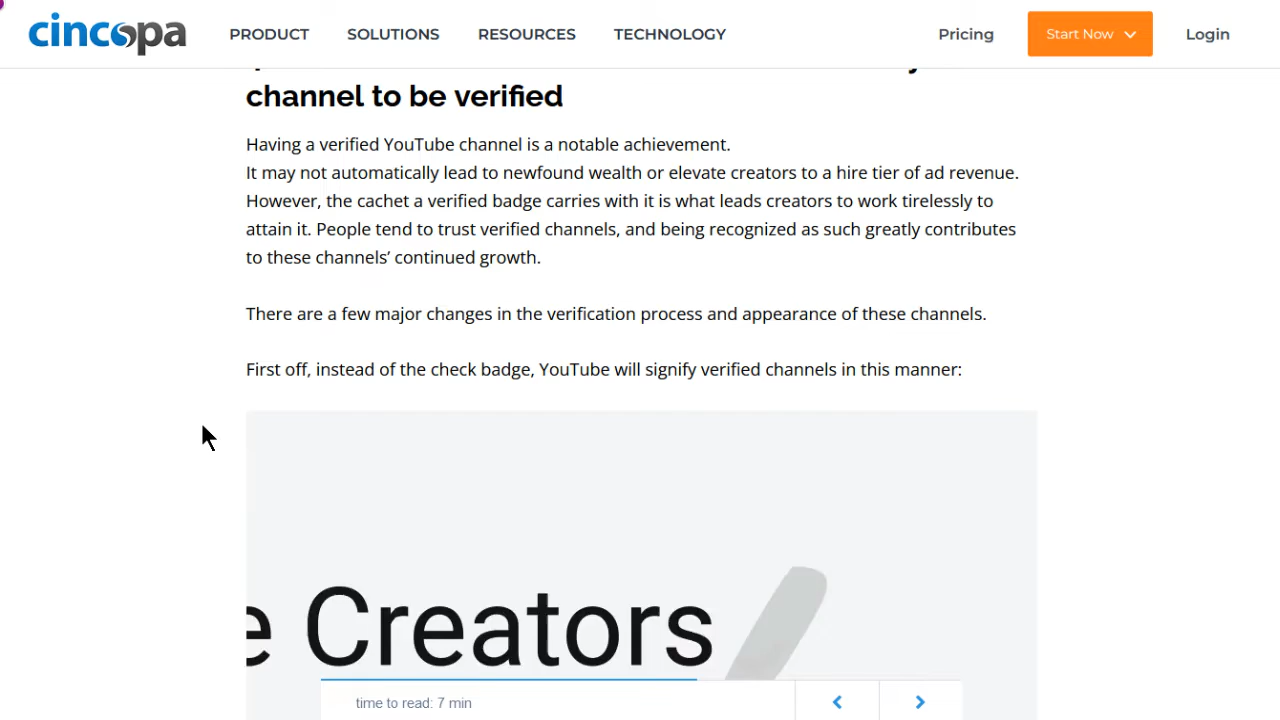 cincopa
PRODUCT SOLUTIONS RESOURCES TECHNOLOGY Pricing Start Now Login
channel to be verified
Having a verified YouTube channel is a notable achievement.
It may not automatically lead to newfound wealth or elevate creators to a hire tier of ad revenue.
However, the cachet a verified badge carries with it is what leads creators to work tirelessly to
attain it. People tend to trust verified channels, and being recognized as such greatly contributes
to these channels’ continued growth.
There are a few major changes in the verification process and appearance of these channels.
First off, instead of the check badge, YouTube will signify verified channels in this manner:
e Creators
time to read: 7 min